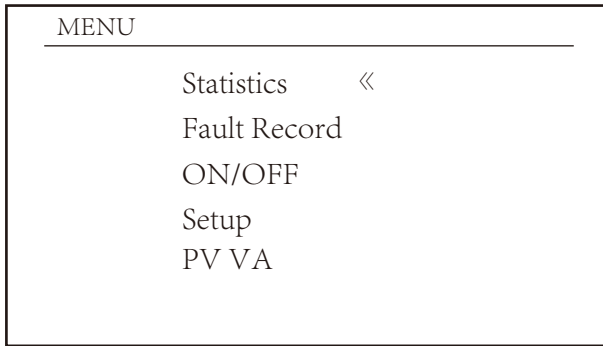 MENU
Statistics 《
Fault Record
ON/OFF
Setup
PV VA